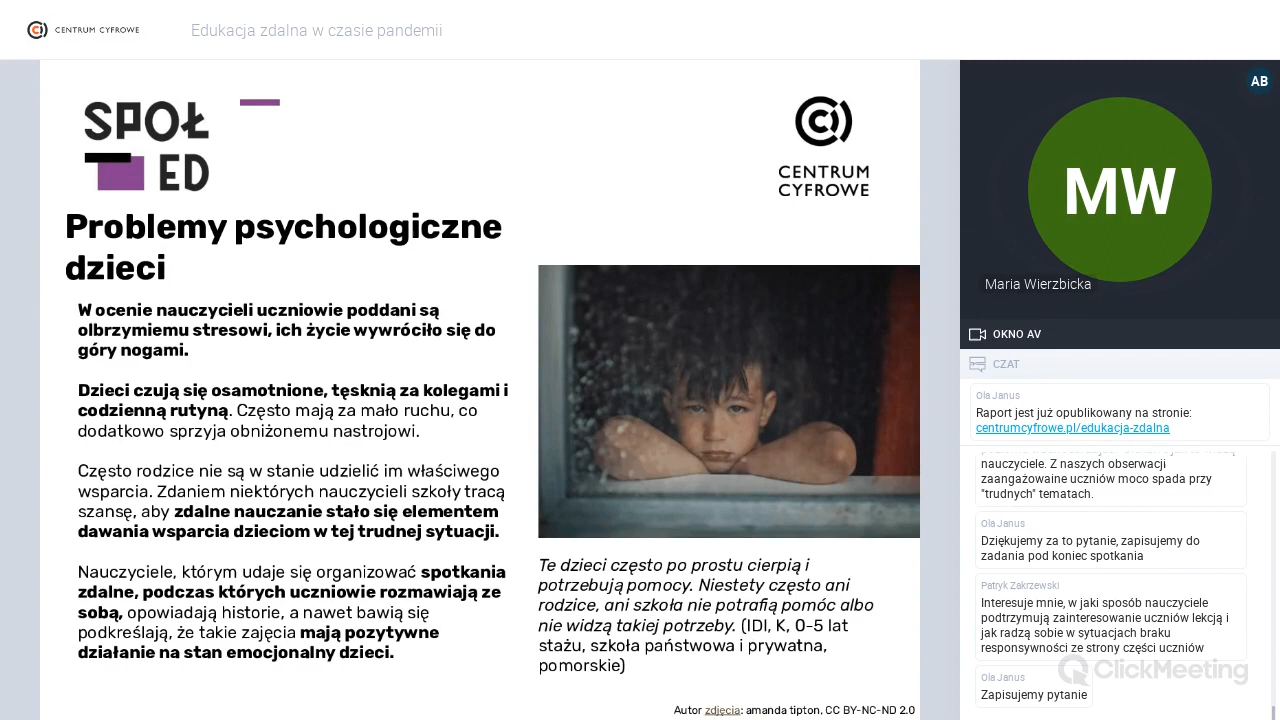 CENTRUM CYFROWE
Edukacja zdalna w czasie pandemii
SPOŁ
ED
CENTRUM
CYFROWE
Problemy psychologiczne
dzieci
W ocenie nauczycieli uczniowie poddani są
olbrzymiemu stresowi, ich życie wywróciło się do
góry nogami.
Dzieci czują się osamotnione, tęsknią za kolegami i
codzienną rutyną. Często mają za mało ruchu, co
dodatkowo sprzyja obniżonemu nastrojowi.
Często rodzice nie są w stanie udzielić im właściwego
wsparcia. Zdaniem niektórych nauczycieli szkoły tracą
szansę, aby zdalne nauczanie stało się elementem
dawania wsparcia dzieciom w tej trudnej sytuacji.
Nauczyciele, którym udaje się organizować spotkania
zdalne, podczas których uczniowie rozmawiają ze
sobą, opowiadają historie, a nawet bawią się
podkreślają, że takie zajęcia mają pozytywne
działanie na stan emocjonalny dzieci.
Te dzieci często po prostu cierpią i
potrzebują pomocy. Niestety często ani
rodzice, ani szkoła nie potrafią pomóc albo
nie widzą takiej potrzeby. (IDI, K, 0-5 lat
stażu, szkoła państwowa i prywatna,
pomorskie)
Autor zdjęcia: amanda tipton, CC BY-NC-ND 2.0
AB
MW
Maria Wierzbicka
OKNO AV
CZAT
Ola Janus
Raport jest już opublikowany na stronie:
centrumcyfrowe.pl/edukacja-zdalna
nauczyciele. Z naszych obserwacji
zaangażowaine uczniów moco spada przy
"trudnych" tematach.
Ola Janus
Dziękujemy za to pytanie, zapisujemy do
zadania pod koniec spotkania
Patryk Zakrzewski
Interesuje mnie, w jaki sposób nauczyciele
podtrzymują zainteresowanie uczniów lekcją i
jak radzą sobie w sytuacjach braku
responsywności ze strony części uczniów
ClickMeeting
Ola Janus
Zapisujemy pytanie